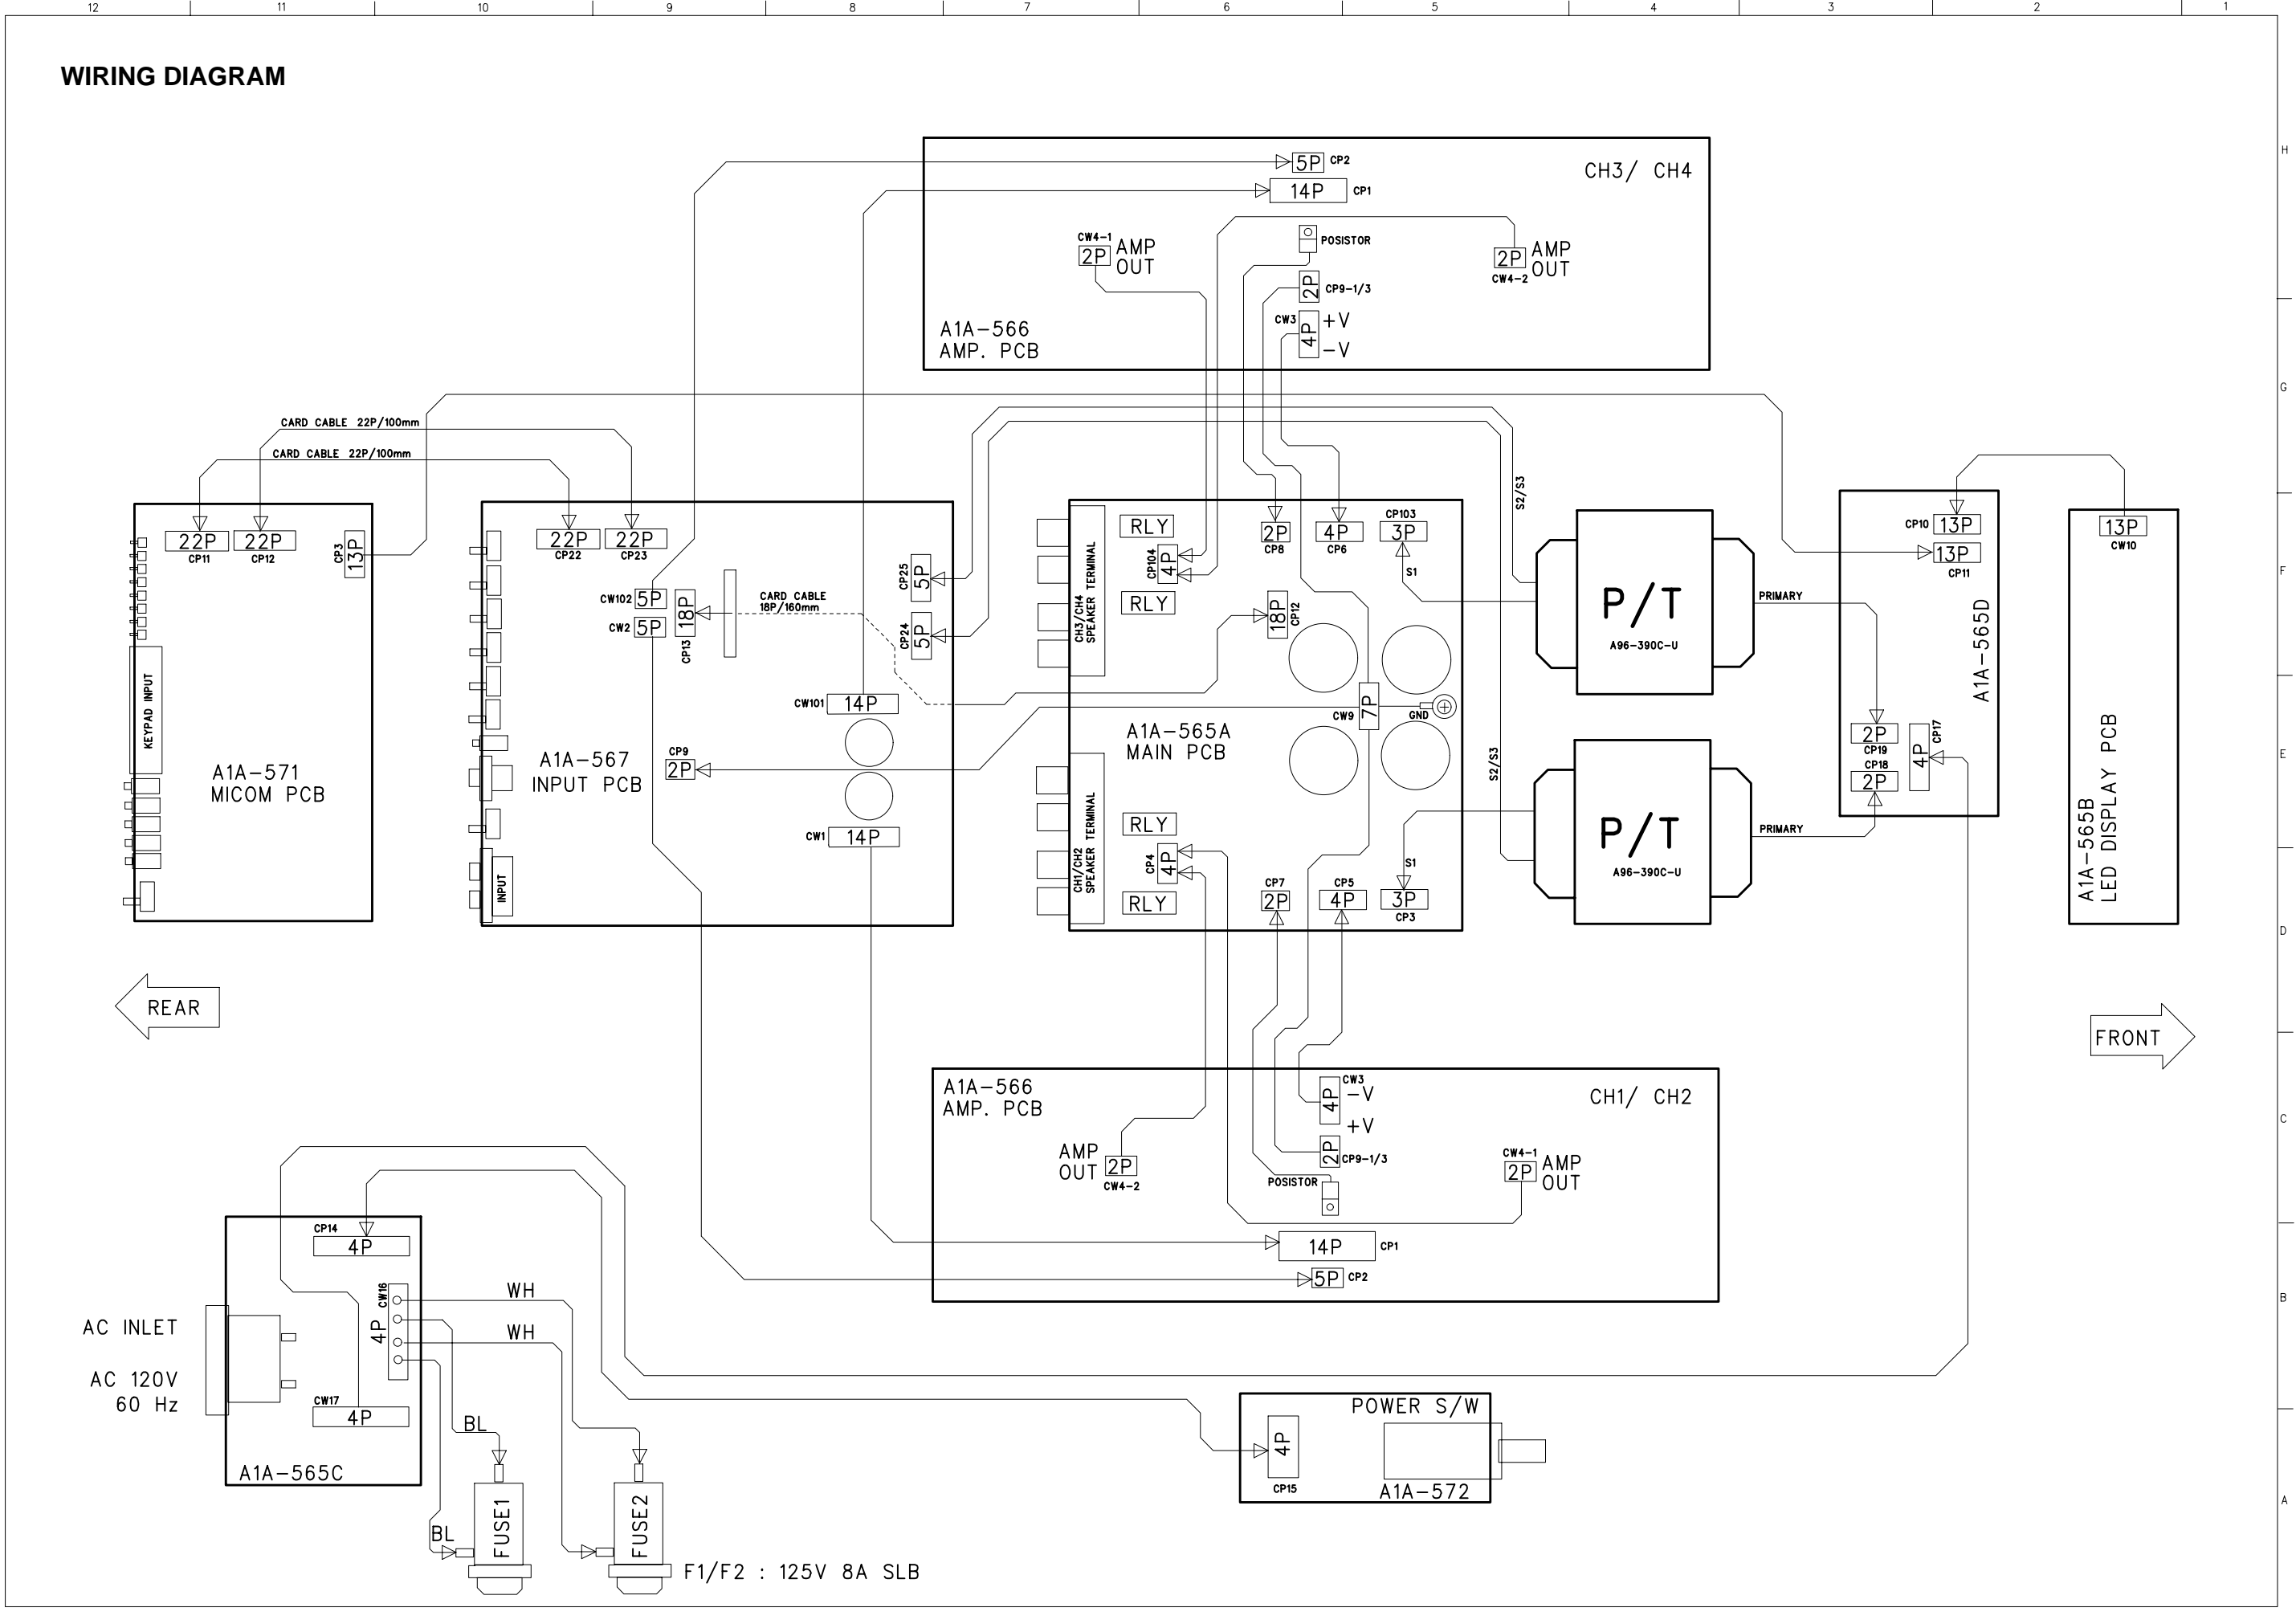 12 11 10 9 8 7 6 5 4 3 2 1
WIRING DIAGRAM
H
G
F
E
D
C
B
A
5P CP2
14P CP1
CH3/ CH4
CW4-1
2P AMP
OUT
POSISTOR
2P AMP
OUT
CW4-2
2P CP9-1/3
CW3
4P
+V
-V
A1A-566
AMP. PCB
CARD CABLE 22P/100mm
CARD CABLE 22P/100mm
22P
CP11
22P
CP12
CP3
13P
KEYPAD INPUT
A1A-571
MICOM PCB
22P
CP22
22P
CP23
CW102 5P
CW2 5P
18P
CP13
CARD CABLE
18P/160mm
CP25
5P
CP24
5P
CW101 14P
CP9
2P
A1A-567
INPUT PCB
CW1 14P
INPUT
CH3/CH4
SPEAKER TERMINAL
RLY
CP104
4P
RLY
2P
CP8
4P
CP6
CP103
3P
S1
18P
CP12
7P
CW9
GND
A1A-565A
MAIN PCB
CH1/CH2
SPEAKER TERMINAL
RLY
CP4
4P
RLY
CP7
2P
CP5
4P
S1
3P
CP3
S2/S3
S2/S3
P/T
A96-390C-U
P/T
A96-390C-U
PRIMARY
PRIMARY
CP10 13P
13P
CP11
A1A-565D
2P
CP19
CP18
2P
4P
CP17
13P
CW10
A1A-565B
LED DISPLAY PCB
REAR
FRONT
A1A-566
AMP. PCB
CH1/ CH2
4P
CW3
-V
+V
2P
CP9-1/3
POSISTOR
AMP
OUT 2P
CW4-2
CW4-1
2P AMP
OUT
14P CP1
5P CP2
CP14
4P
CW16
4P
AC INLET
AC 120V
60 Hz
CW17
4P
A1A-565C
WH
WH
BL
BL
FUSE1
FUSE2
F1/F2 : 125V 8A SLB
POWER S/W
4P
CP15
A1A-572